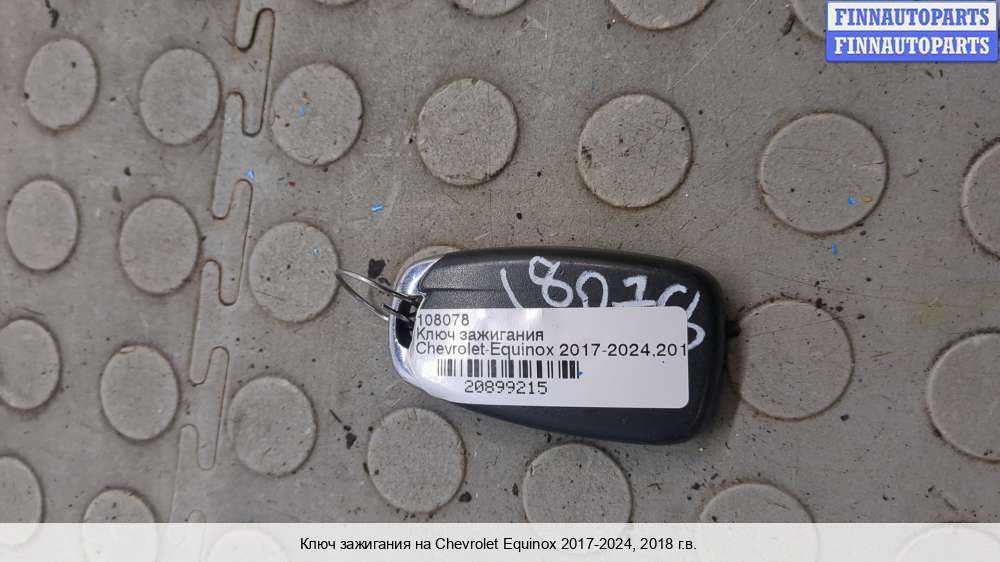 FINNAUTOPARTS
FINNAUTOPARTS
108078
Ключ зажигания
Chevrolet Equinox 2017-2024,201
20899215
Ключ зажигания на Chevrolet Equinox 2017-2024, 2018 г.в.